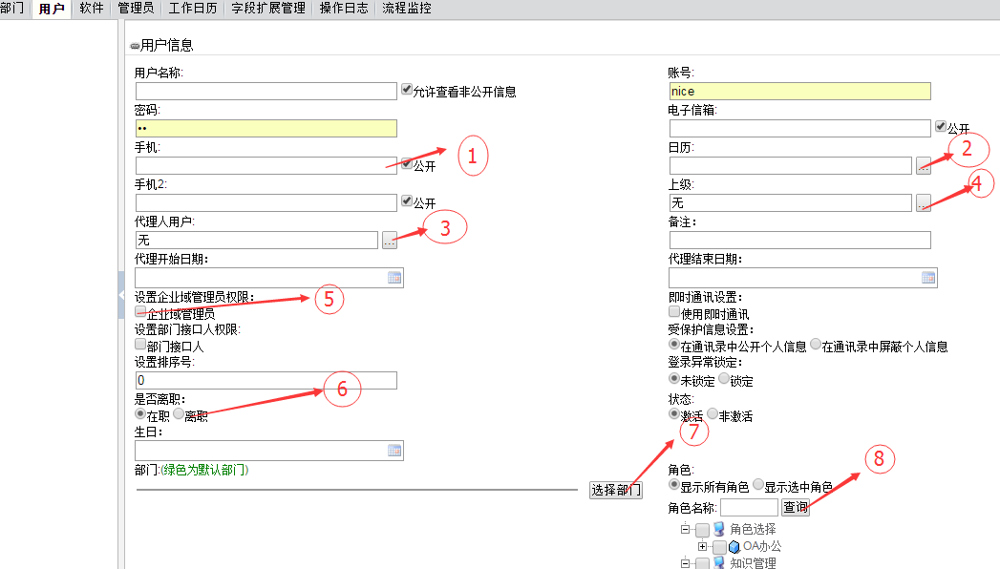 部门 用户 软件 管理员 工作日历 字段扩展管理 操作日志 流程监控
用户信息
用户名称:
允许查看非公开信息
密码:
••
手机:
公开
1
手机2:
公开
代理人用户:
无
...
3
代理开始日期:
设置企业域管理员权限:
企业域管理员
5
设置部门接口人权限:
部门接口人
设置排序号:
0
是否离职:
在职 离职
6
生日:
部门:(绿色为默认部门)
选择部门
账号:
nice
电子信箱:
公开
日历:
...
2
上级:
无
...
4
备注:
代理结束日期:
即时通讯设置:
使用即时通讯
受保护信息设置:
在通讯录中公开个人信息 在通讯录中屏蔽个人信息
登录异常锁定:
未锁定 锁定
状态:
激活 非激活
7
角色:
显示所有角色 显示选中角色
8
角色名称: 查询
角色选择
OA办公
知识管理